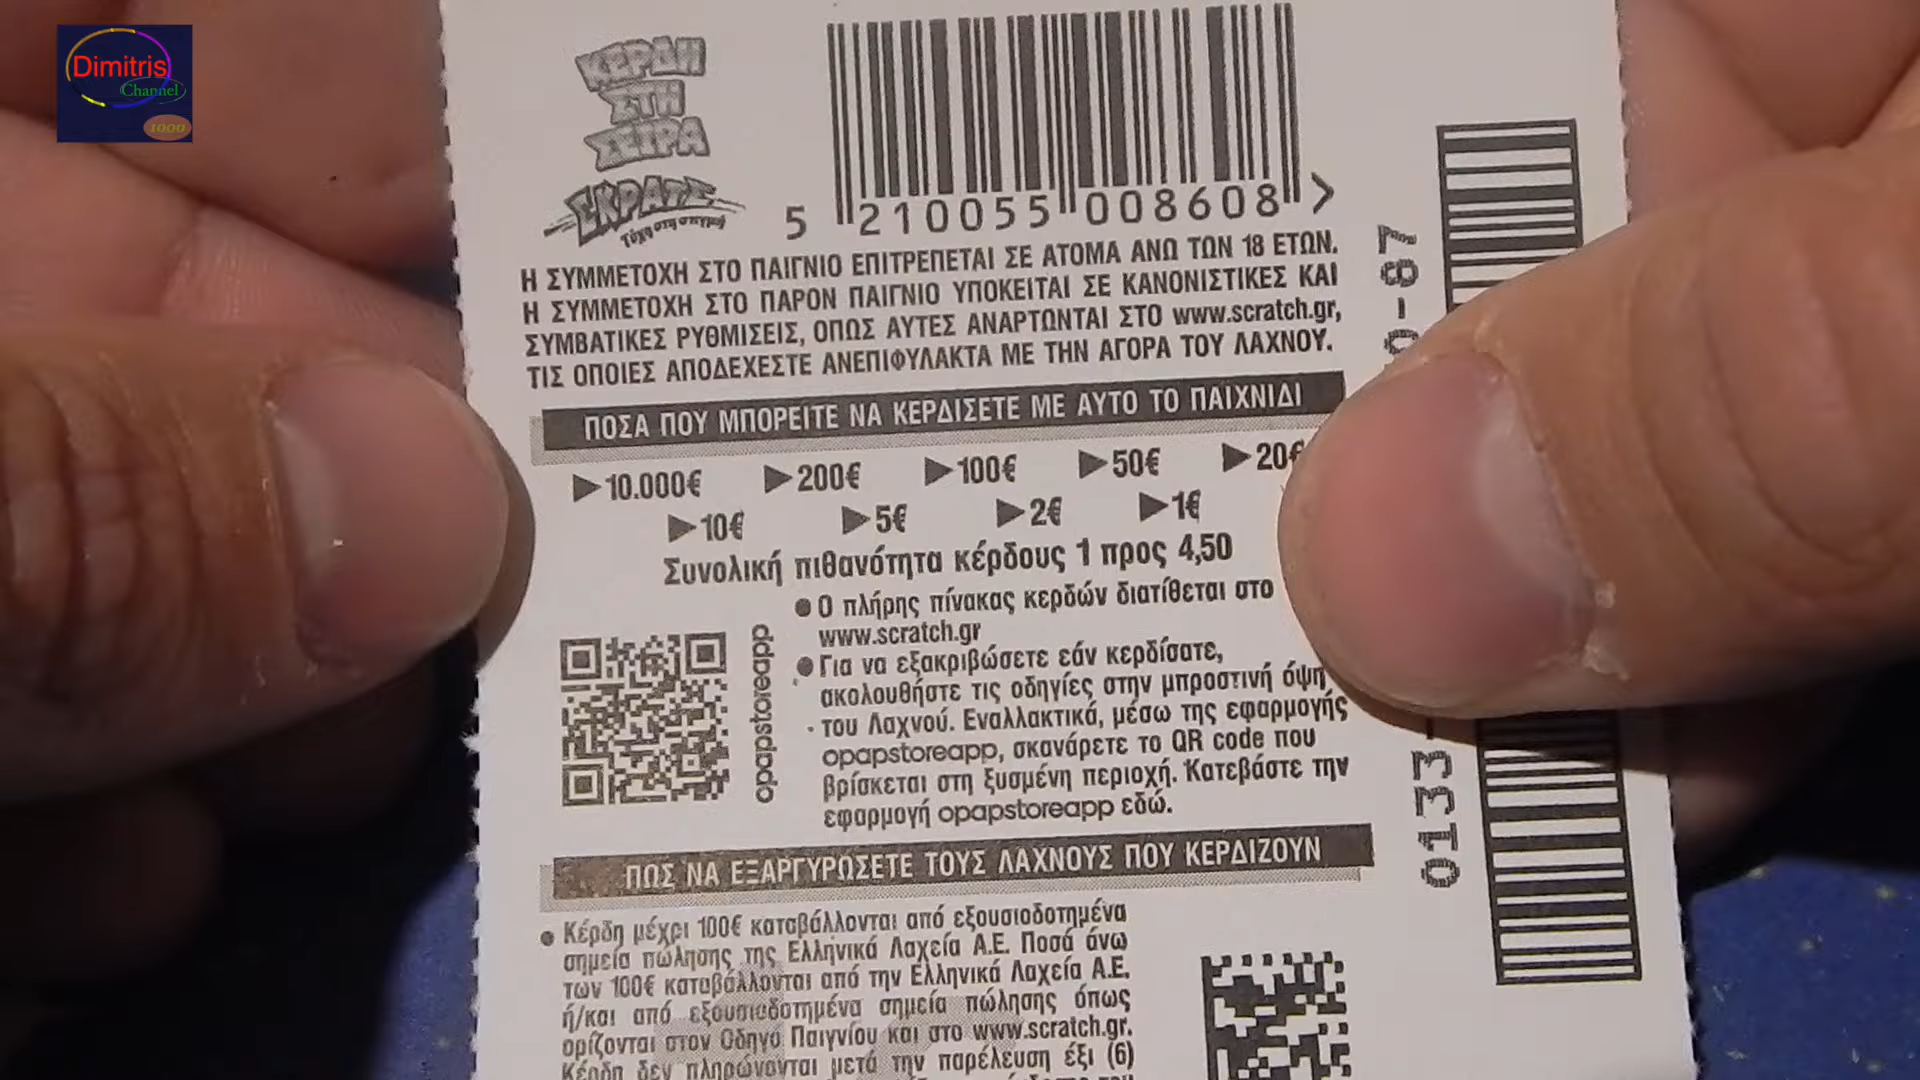 Dimitris
Channel
1000
ΚΕΡΔΗ
ΣΤΗ
ΣΕΙΡΑ
ΣΚΡΑΤΣ
Τύχη στη στιγμή
5 210055 008608 >
Η ΣΥΜΜΕΤΟΧΗ ΣΤΟ ΠΑΙΓΝΙΟ ΕΠΙΤΡΕΠΕΤΑΙ ΣΕ ΑΤΟΜΑ ΑΝΩ ΤΩΝ 18 ΕΤΩΝ.
Η ΣΥΜΜΕΤΟΧΗ ΣΤΟ ΠΑΡΟΝ ΠΑΙΓΝΙΟ ΥΠΟΚΕΙΤΑΙ ΣΕ ΚΑΝΟΝΙΣΤΙΚΕΣ ΚΑΙ
ΣΥΜΒΑΤΙΚΕΣ ΡΥΘΜΙΣΕΙΣ, ΟΠΩΣ ΑΥΤΕΣ ΑΝΑΡΤΩΝΤΑΙ ΣΤΟ www.scratch.gr,
ΤΙΣ ΟΠΟΙΕΣ ΑΠΟΔΕΧΕΣΤΕ ΑΝΕΠΙΦΥΛΑΚΤΑ ΜΕ ΤΗΝ ΑΓΟΡΑ ΤΟΥ ΛΑΧΝΟΥ.
ΠΟΣΑ ΠΟΥ ΜΠΟΡΕΙΤΕ ΝΑ ΚΕΡΔΙΣΕΤΕ ΜΕ ΑΥΤΟ ΤΟ ΠΑΙΧΝΙΔΙ
▶10.000€ ▶200€ ▶100€ ▶50€ ▶20€
▶10€ ▶5€ ▶2€ ▶1€
Συνολική πιθανότητα κέρδους 1 προς 4,50
● Ο πλήρης πίνακας κερδών διατίθεται στο
www.scratch.gr
● Για να εξακριβώσετε εάν κερδίσατε,
ακολουθήστε τις οδηγίες στην μπροστινή όψη
του Λαχνού. Εναλλακτικά, μέσω της εφαρμογής
opapstoreapp, σκανάρετε το QR code που
βρίσκεται στη ξυσμένη περιοχή. Κατεβάστε την
εφαρμογή opapstoreapp εδώ.
opapstoreapp
ΠΩΣ ΝΑ ΕΞΑΡΓΥΡΩΣΕΤΕ ΤΟΥΣ ΛΑΧΝΟΥΣ ΠΟΥ ΚΕΡΔΙΖΟΥΝ
● Κέρδη μέχρι 100€ καταβάλλονται από εξουσιοδοτημένα
σημεία πώλησης της Ελληνικά Λαχεία Α.Ε. Ποσά άνω
των 100€ καταβάλλονται από την Ελληνικά Λαχεία Α.Ε.
ή/και από εξουσιοδοτημένα σημεία πώλησης όπως
ορίζονται στον Οδηγό Παιγνίου και στο www.scratch.gr.
Κέρδη δεν πληρώνονται μετά την παρέλευση έξι (6)
0133
0-87